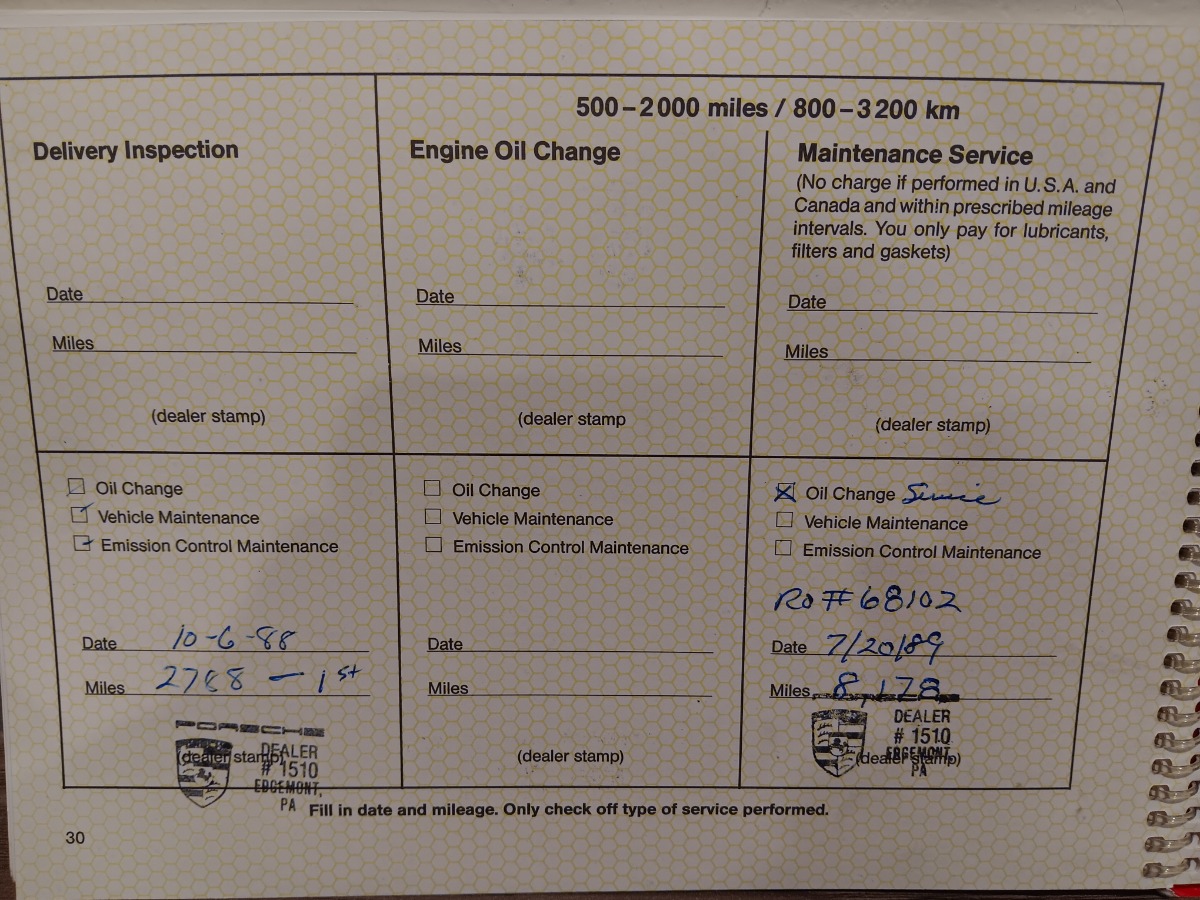 500–2000 miles / 800–3200 km
Delivery Inspection
Date
Miles
(dealer stamp)
Engine Oil Change
Date
Miles
(dealer stamp
Maintenance Service
(No charge if performed in U.S.A. and
Canada and within prescribed mileage
intervals. You only pay for lubricants,
filters and gaskets)
Date
Miles
(dealer stamp)
Oil Change
Vehicle Maintenance
Emission Control Maintenance
Date 10-6-88
Miles 2788 – 1st
PORSCHE
(dealer stamp)
DEALER
# 1510
EDGEMONT,
PA
Oil Change
Vehicle Maintenance
Emission Control Maintenance
Date
Miles
(dealer stamp)
Oil Change Service
Vehicle Maintenance
Emission Control Maintenance
RO # 68102
Date 7/20/89
Miles 8,178
DEALER
# 1510
EDGEMONT,
(dealer stamp)
PA
Fill in date and mileage. Only check off type of service performed.
30